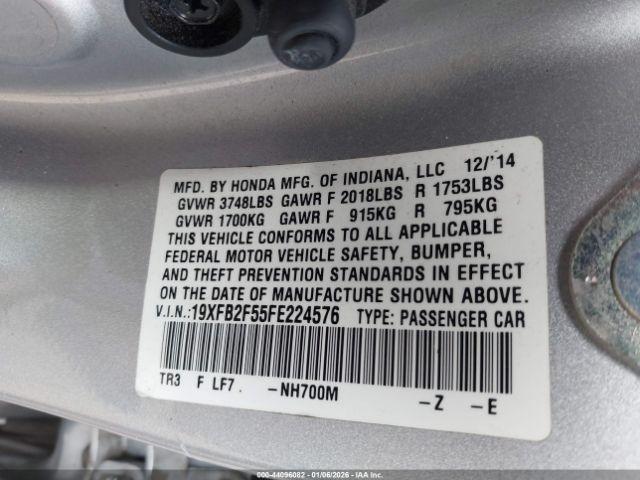 MFD. BY HONDA MFG. OF INDIANA, LLC 12/'14
GVWR 3748LBS GAWR F 2018LBS R 1753LBS
GVWR 1700KG GAWR F 915KG R 795KG
THIS VEHICLE CONFORMS TO ALL APPLICABLE
FEDERAL MOTOR VEHICLE SAFETY, BUMPER,
AND THEFT PREVENTION STANDARDS IN EFFECT
ON THE DATE OF MANUFACTURE SHOWN ABOVE.
V.I.N.: 19XFB2F55FE224576 TYPE: PASSENGER CAR
TR3 F LF7. -NH700M -Z -E
© IAA - 44096082 - 01/06/2026 - IAAI.com